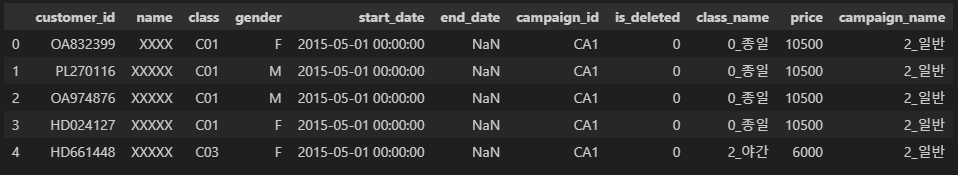 customer_id name class gender start_date end_date campaign_id is_deleted class_name price campaign_name
0 OA832399 XXXX C01 F 2015-05-01 00:00:00 NaN CA1 0 0_종일 10500 2_일반
1 PL270116 XXXXX C01 M 2015-05-01 00:00:00 NaN CA1 0 0_종일 10500 2_일반
2 OA974876 XXXXX C01 M 2015-05-01 00:00:00 NaN CA1 0 0_종일 10500 2_일반
3 HD024127 XXXXX C01 F 2015-05-01 00:00:00 NaN CA1 0 0_종일 10500 2_일반
4 HD661448 XXXXX C03 F 2015-05-01 00:00:00 NaN CA1 0 2_야간 6000 2_일반